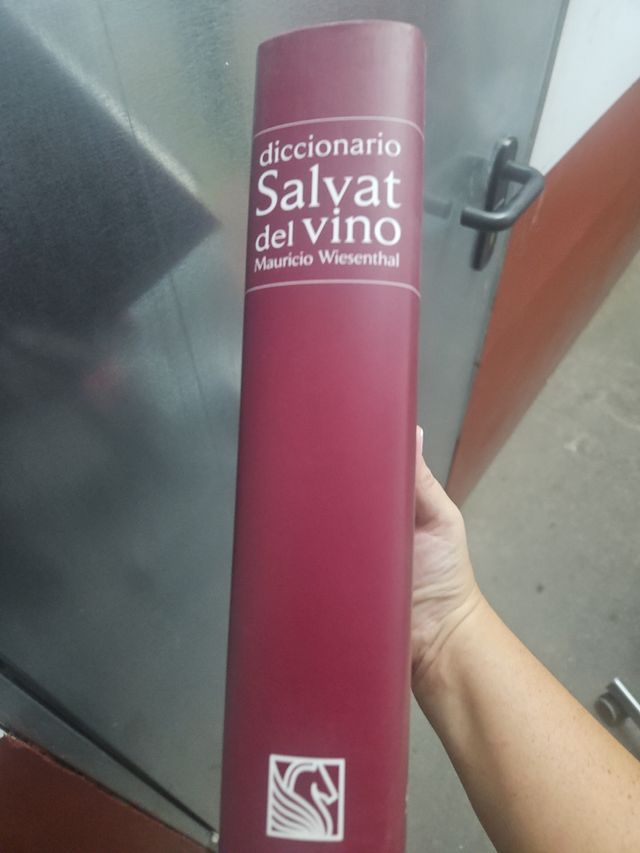 diccionario
Salvat
del vino
Mauricio Wiesenthal